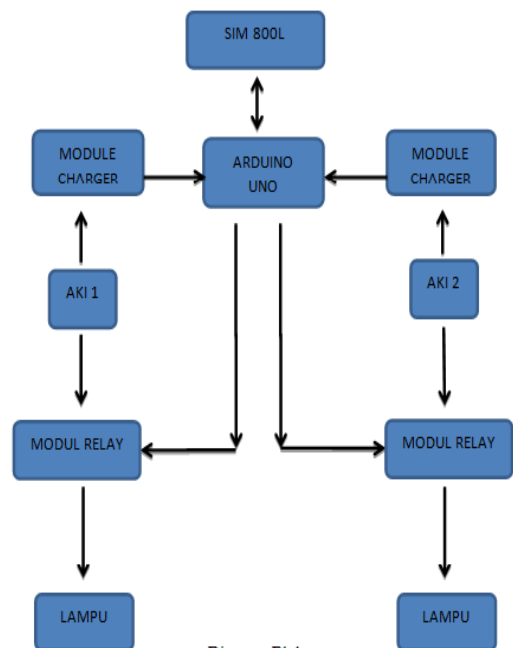 SIM 800L
MODULE
CHARGER
ARDUINO
UNO
MODULE
CHARGER
AKI 1
AKI 2
MODUL RELAY
MODUL RELAY
LAMPU
LAMPU